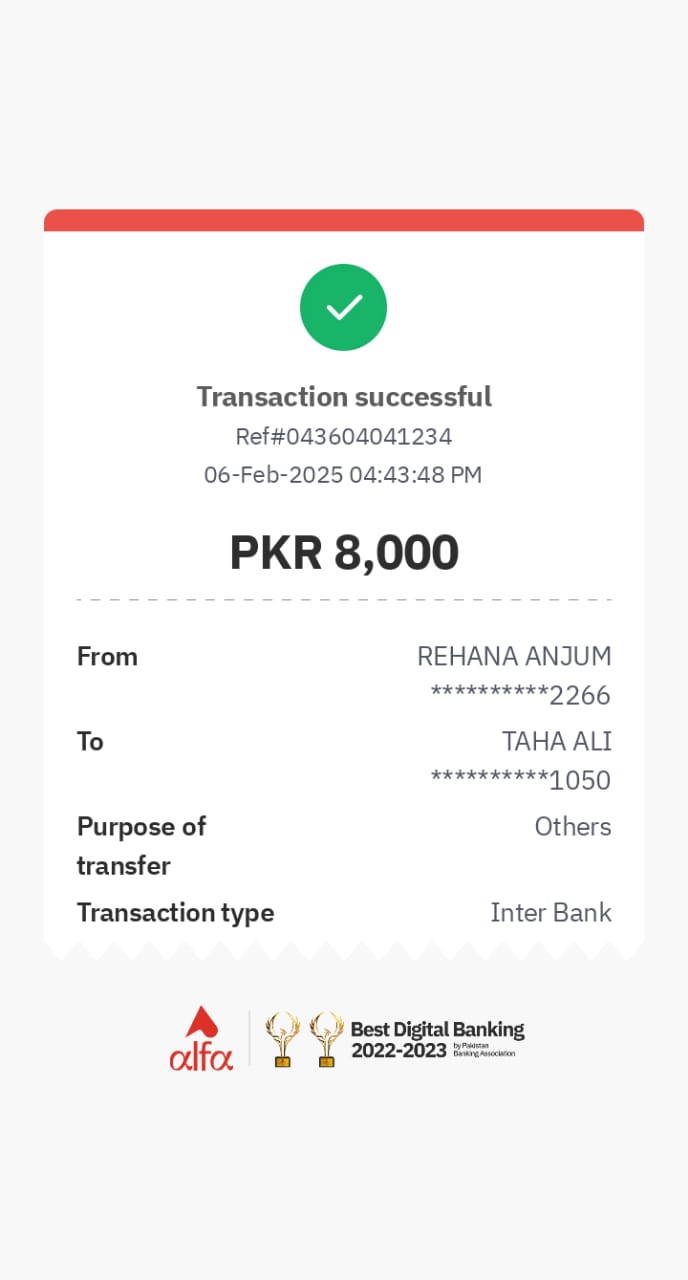 Transaction successful
Ref#043604041234
06-Feb-2025 04:43:48 PM
PKR 8,000
From REHANA ANJUM
**********2266
To TAHA ALI
**********1050
Purpose of Others
transfer
Transaction type Inter Bank
alfa
Best Digital Banking
2022-2023 by Pakistan
Banking Association